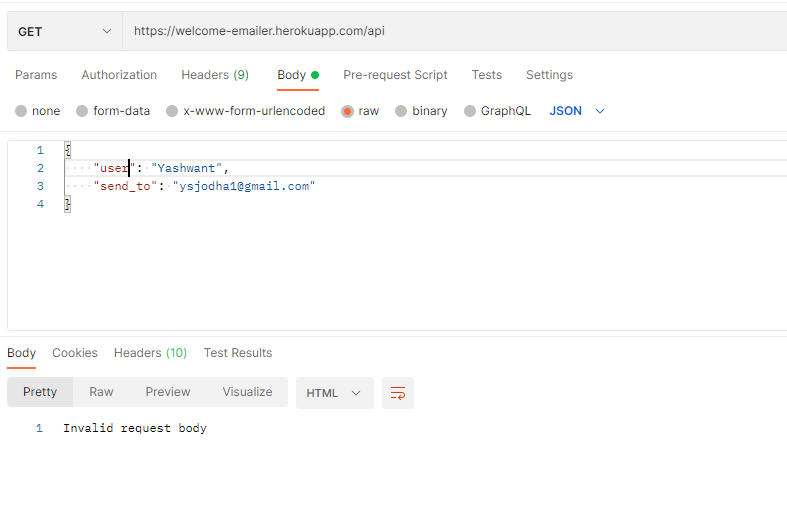 GET https://welcome-emailer.herokuapp.com/api
Params Authorization Headers (9) Body Pre-request Script Tests Settings
none form-data x-www-form-urlencoded raw binary GraphQL JSON
1 {
2 "user": "Yashwant",
3 "send_to": "ysjodha1@gmail.com"
4 }
Body Cookies Headers (10) Test Results
Pretty Raw Preview Visualize HTML
1 Invalid request body